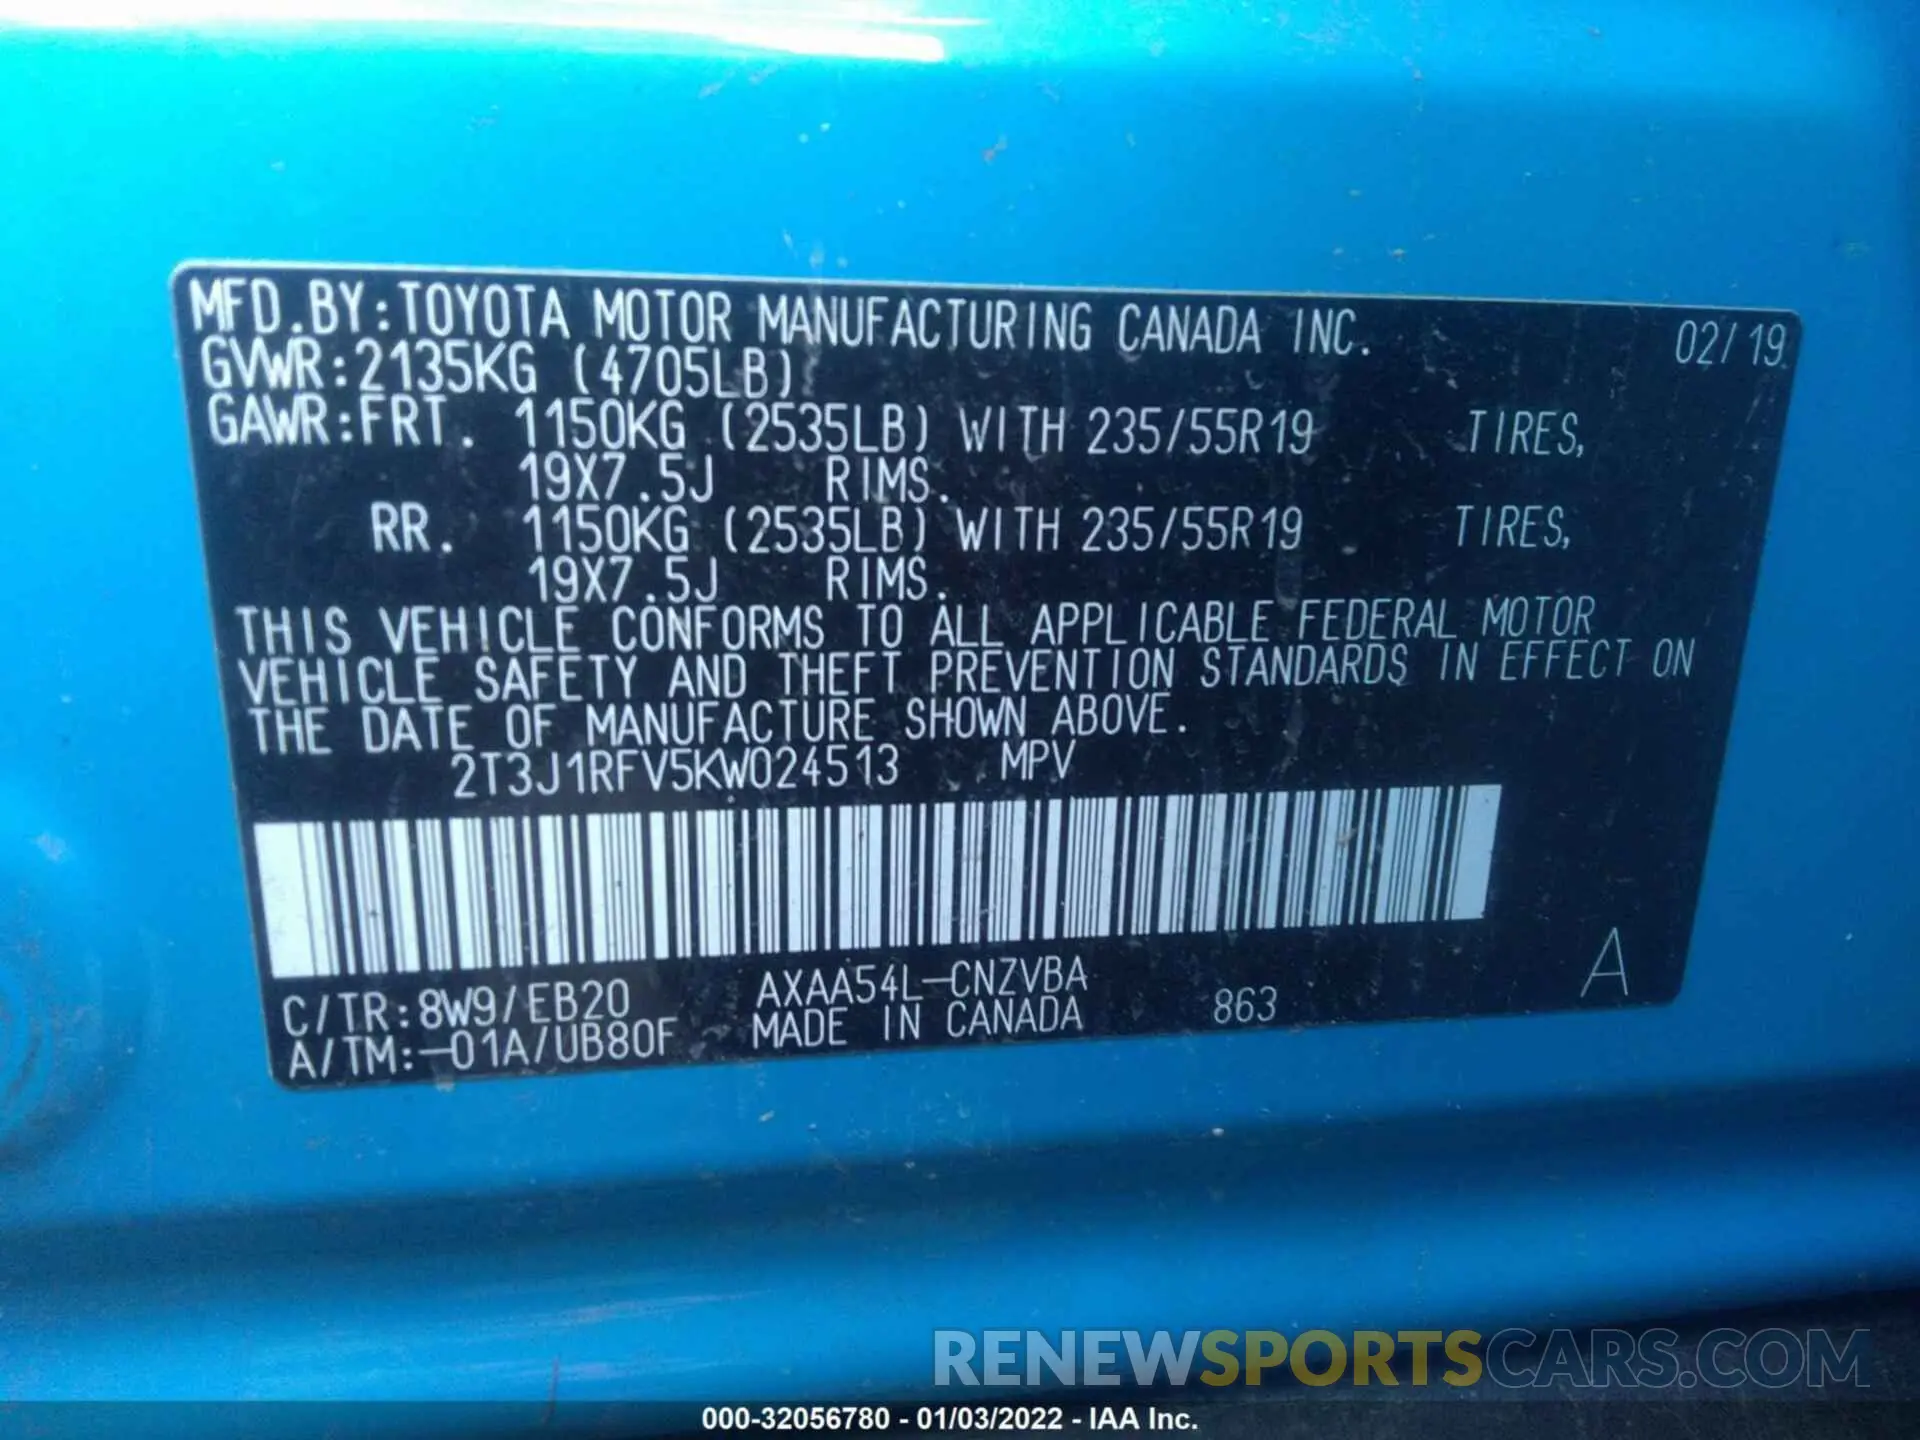 MFD.BY:TOYOTA MOTOR MANUFACTURING CANADA INC. 02/19
GVWR:2135KG (4705LB)
GAWR:FRT. 1150KG (2535LB) WITH 235/55R19 TIRES,
19X7.5J RIMS.
RR. 1150KG (2535LB) WITH 235/55R19 TIRES,
19X7.5J RIMS.
THIS VEHICLE CONFORMS TO ALL APPLICABLE FEDERAL MOTOR
VEHICLE SAFETY AND THEFT PREVENTION STANDARDS IN EFFECT ON
THE DATE OF MANUFACTURE SHOWN ABOVE.
2T3J1RFV5KW024513 MPV
C/TR:8W9/EB20 AXAA54L-CNZVBA A
A/TM:-01A/UB80F MADE IN CANADA 863
RENEWSPORTSCARS.COM
000-32056780 - 01/03/2022 - IAA Inc.